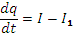 dq/dt = I − I₁